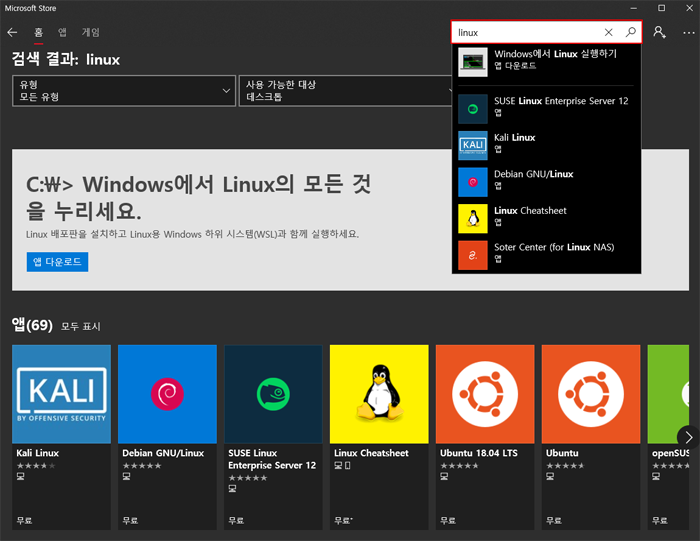 Microsoft Store
홈 앱 게임
linux
검색 결과: linux
유형
모든 유형
사용 가능한 대상
데스크톱
Windows에서 Linux 실행하기
앱 다운로드
SUSE Linux Enterprise Server 12
앱
Kali Linux
앱
Debian GNU/Linux
앱
Linux Cheatsheet
앱
Soter Center (for Linux NAS)
앱
C:₩> Windows에서 Linux의 모든 것
을 누리세요.
Linux 배포판을 설치하고 Linux용 Windows 하위 시스템(WSL)과 함께 실행하세요.
앱 다운로드
앱(69) 모두 표시
KALI
BY OFFENSIVE SECURITY
Kali Linux
무료
Debian GNU/Linux
무료
SUSE Linux
Enterprise Server 12
무료
Linux Cheatsheet
무료+
Ubuntu 18.04 LTS
무료
Ubuntu
무료
openSUS
무료